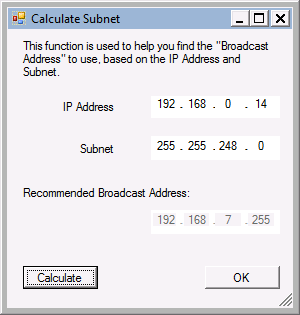 Calculate Subnet
This function is used to help you find the "Broadcast
Address" to use, based on the IP Address and
Subnet.
IP Address 192 . 168 . 0 . 14
Subnet 255 . 255 . 248 . 0
Recommended Broadcast Address:
192 . 168 . 7 . 255
Calculate OK